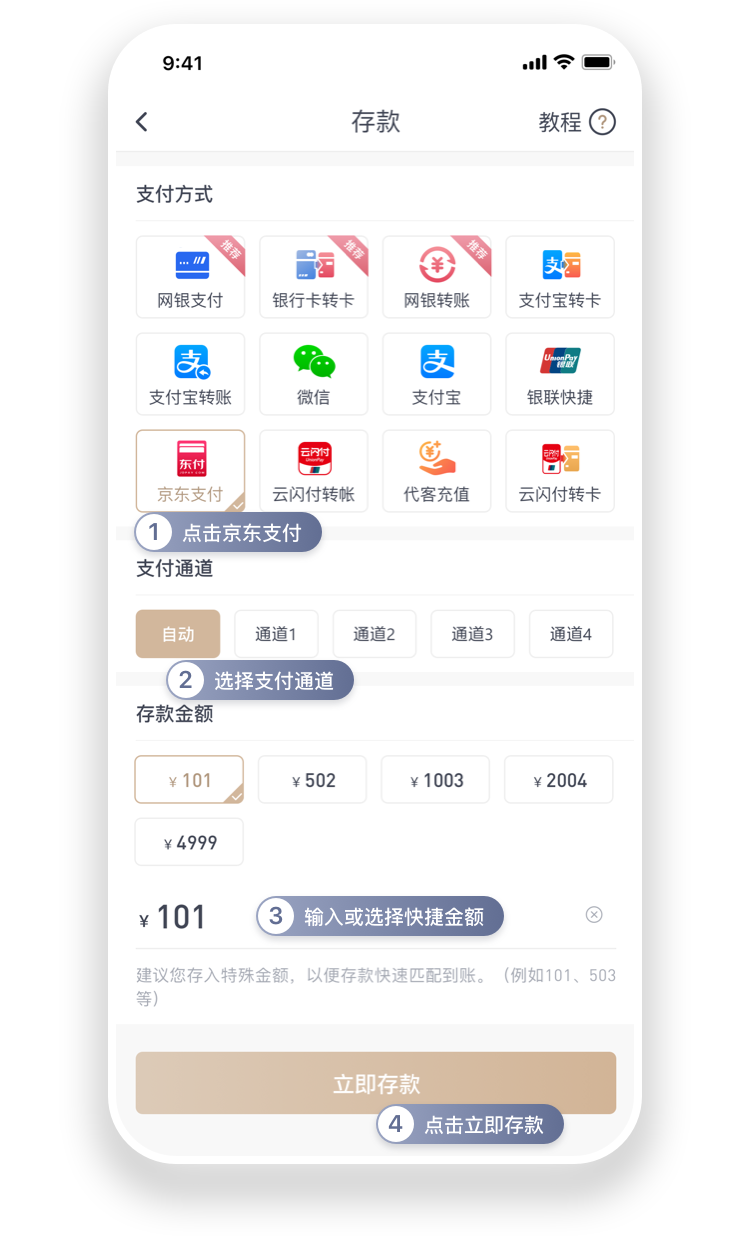 9:41
存款
教程 ?
支付方式
推荐 推荐 推荐
网银支付 银行卡转卡 网银转账 支付宝转卡
支
支
支
UnionPay
银联
支付宝转账 微信 支付宝 银联快捷
东付
云闪付
UnionPay
云闪付
京东支付 云闪付转帐 代客充值 云闪付转卡
1 点击京东支付
支付通道
自动 通道1 通道2 通道3 通道4
2 选择支付通道
存款金额
¥ 101 ¥ 502 ¥ 1003 ¥ 2004
¥ 4999
¥ 101 3 输入或选择快捷金额
建议您存入特殊金额，以便存款快速匹配到账。（例如101、503
等）
立即存款
4 点击立即存款